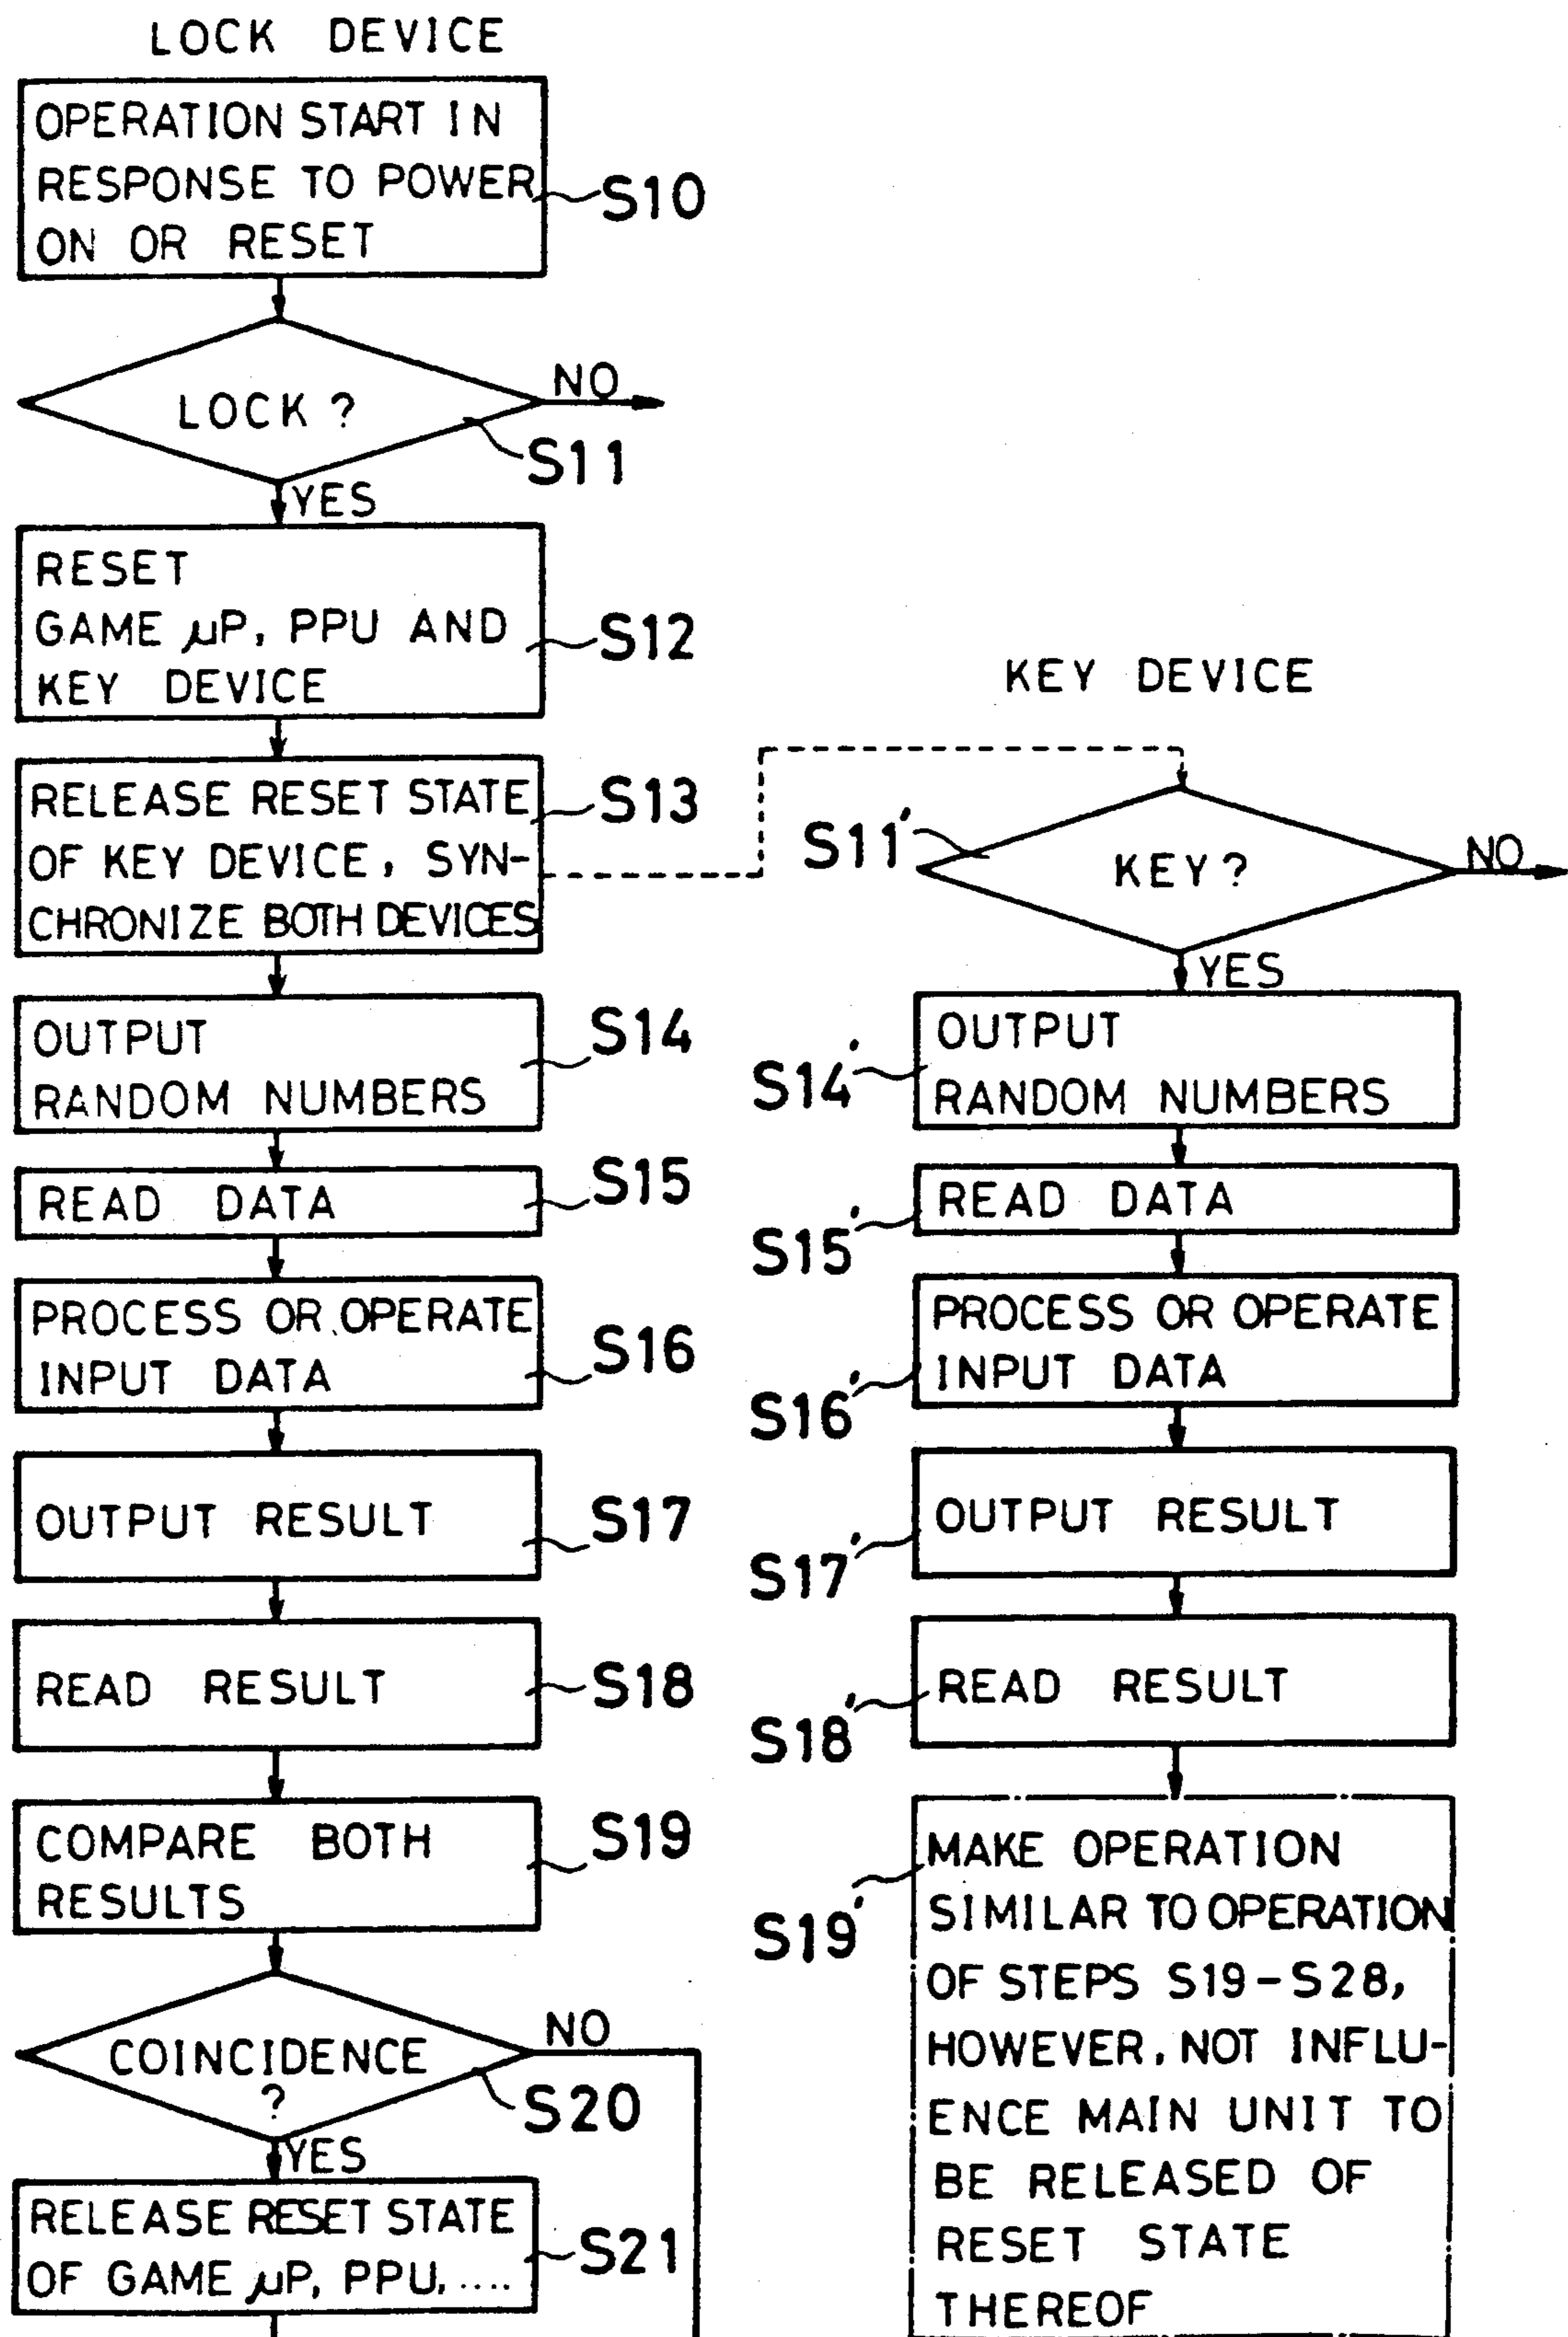 LOCK DEVICE
OPERATION START IN
RESPONSE TO POWER
ON OR RESET
S10
LOCK?
NO
S11
YES
RESET
GAME μP, PPU AND
KEY DEVICE
S12
RELEASE RESET STATE
OF KEY DEVICE, SYN-
CHRONIZE BOTH DEVICES
S13
OUTPUT
RANDOM NUMBERS
S14
READ DATA
S15
PROCESS OR OPERATE
INPUT DATA
S16
OUTPUT RESULT
S17
READ RESULT
S18
COMPARE BOTH
RESULTS
S19
COINCIDENCE
?
NO
S20
YES
RELEASE RESET STATE
OF GAME μP, PPU, ....
S21
KEY DEVICE
S11'
KEY?
NO
YES
OUTPUT
RANDOM NUMBERS
S14'
READ DATA
S15'
PROCESS OR OPERATE
INPUT DATA
S16'
OUTPUT RESULT
S17'
READ RESULT
S18'
MAKE OPERATION
SIMILAR TO OPERATION
OF STEPS S19-S28,
HOWEVER, NOT INFLU-
ENCE MAIN UNIT TO
BE RELEASED OF
RESET STATE
THEREOF
S19'